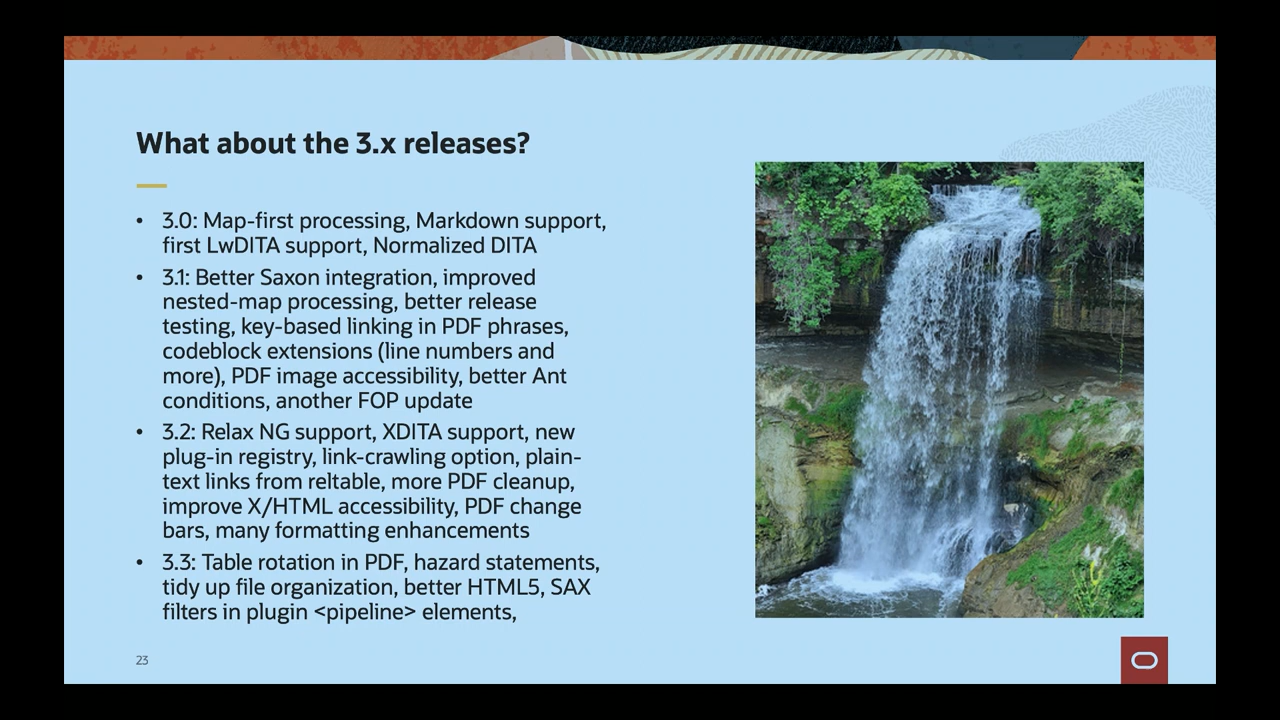 What about the 3.x releases?
• 3.0: Map-first processing, Markdown support,
first LwDITA support, Normalized DITA
• 3.1: Better Saxon integration, improved
nested-map processing, better release
testing, key-based linking in PDF phrases,
codeblock extensions (line numbers and
more), PDF image accessibility, better Ant
conditions, another FOP update
• 3.2: Relax NG support, XDITA support, new
plug-in registry, link-crawling option, plain-
text links from reltable, more PDF cleanup,
improve X/HTML accessibility, PDF change
bars, many formatting enhancements
• 3.3: Table rotation in PDF, hazard statements,
tidy up file organization, better HTML5, SAX
filters in plugin <pipeline> elements,
23